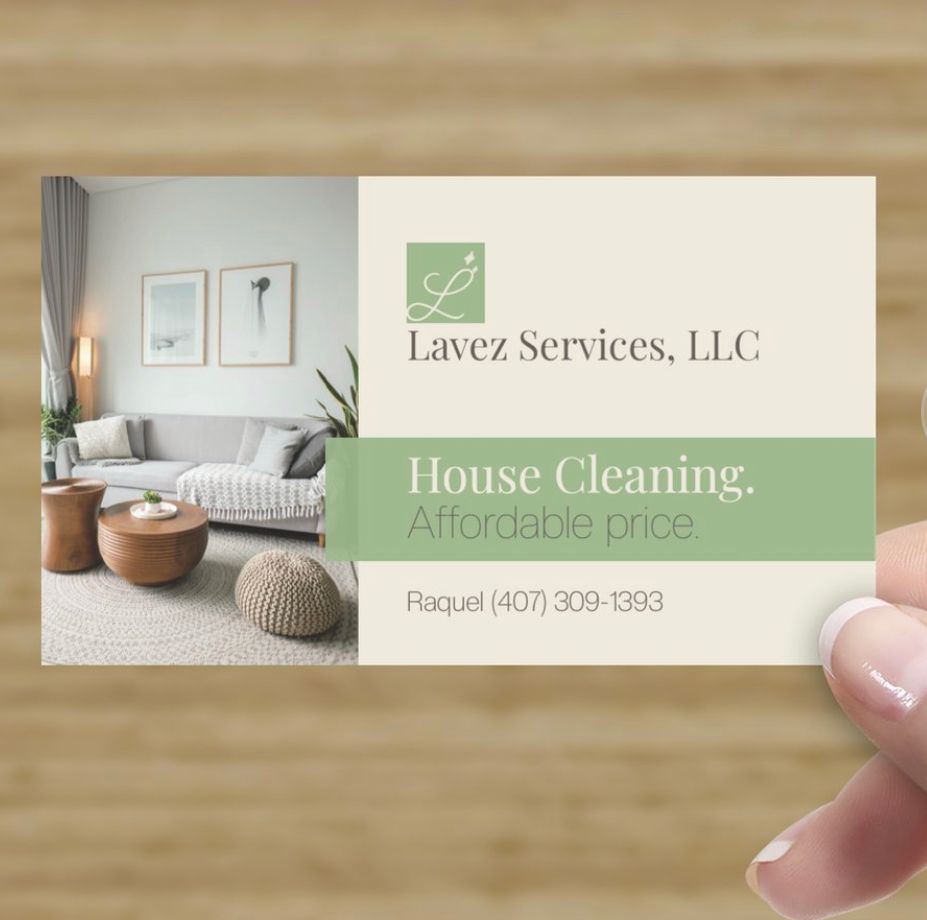 L
Lavez Services, LLC
House Cleaning.
Affordable price.
Raquel (407) 309-1393